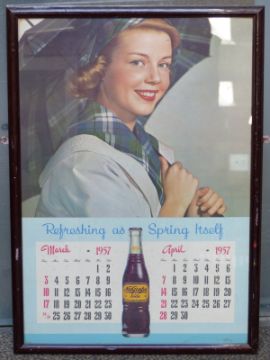 Refreshing as Spring Itself
March - 1957
April - 1957
1 2
3 4 5 6 7 8 9
10 11 12 13 14 15 16
17 18 19 20 21 22 23
24/31 25 26 27 28 29 30
1 2 3 4 5 6
7 8 9 10 11 12 13
14 15 16 17 18 19 20
21 22 23 24 25 26 27
28 29 30